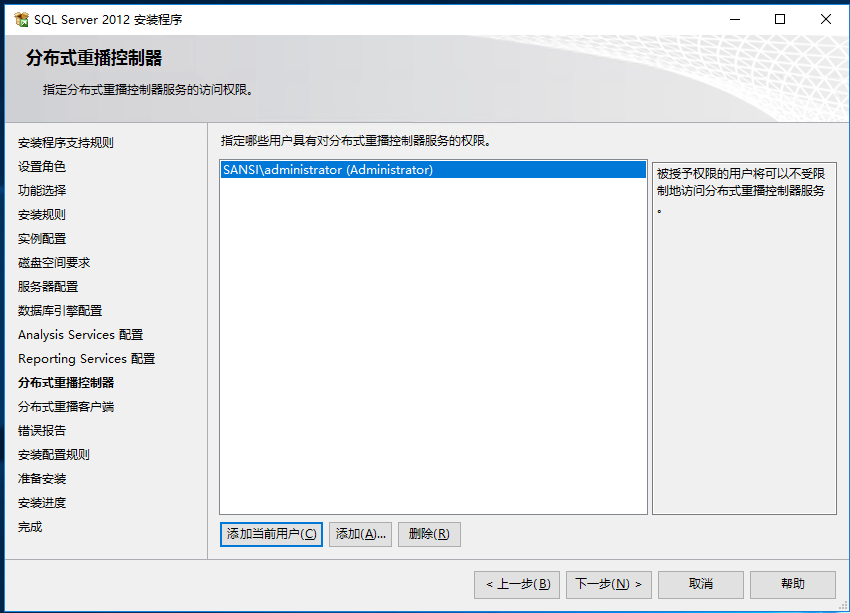 SQL Server 2012 安装程序
分布式重播控制器
指定分布式重播控制器服务的访问权限。
安装程序支持规则
设置角色
功能选择
安装规则
实例配置
磁盘空间要求
服务器配置
数据库引擎配置
Analysis Services 配置
Reporting Services 配置
分布式重播控制器
分布式重播客户端
错误报告
安装配置规则
准备安装
安装进度
完成
指定哪些用户具有对分布式重播控制器服务的权限。
SANSI\administrator (Administrator)
被授予权限的用户将可以不受限
制地访问分布式重播控制器服务
。
添加当前用户(C) 添加(A)... 删除(R)
< 上一步(B) 下一步(N) > 取消 帮助